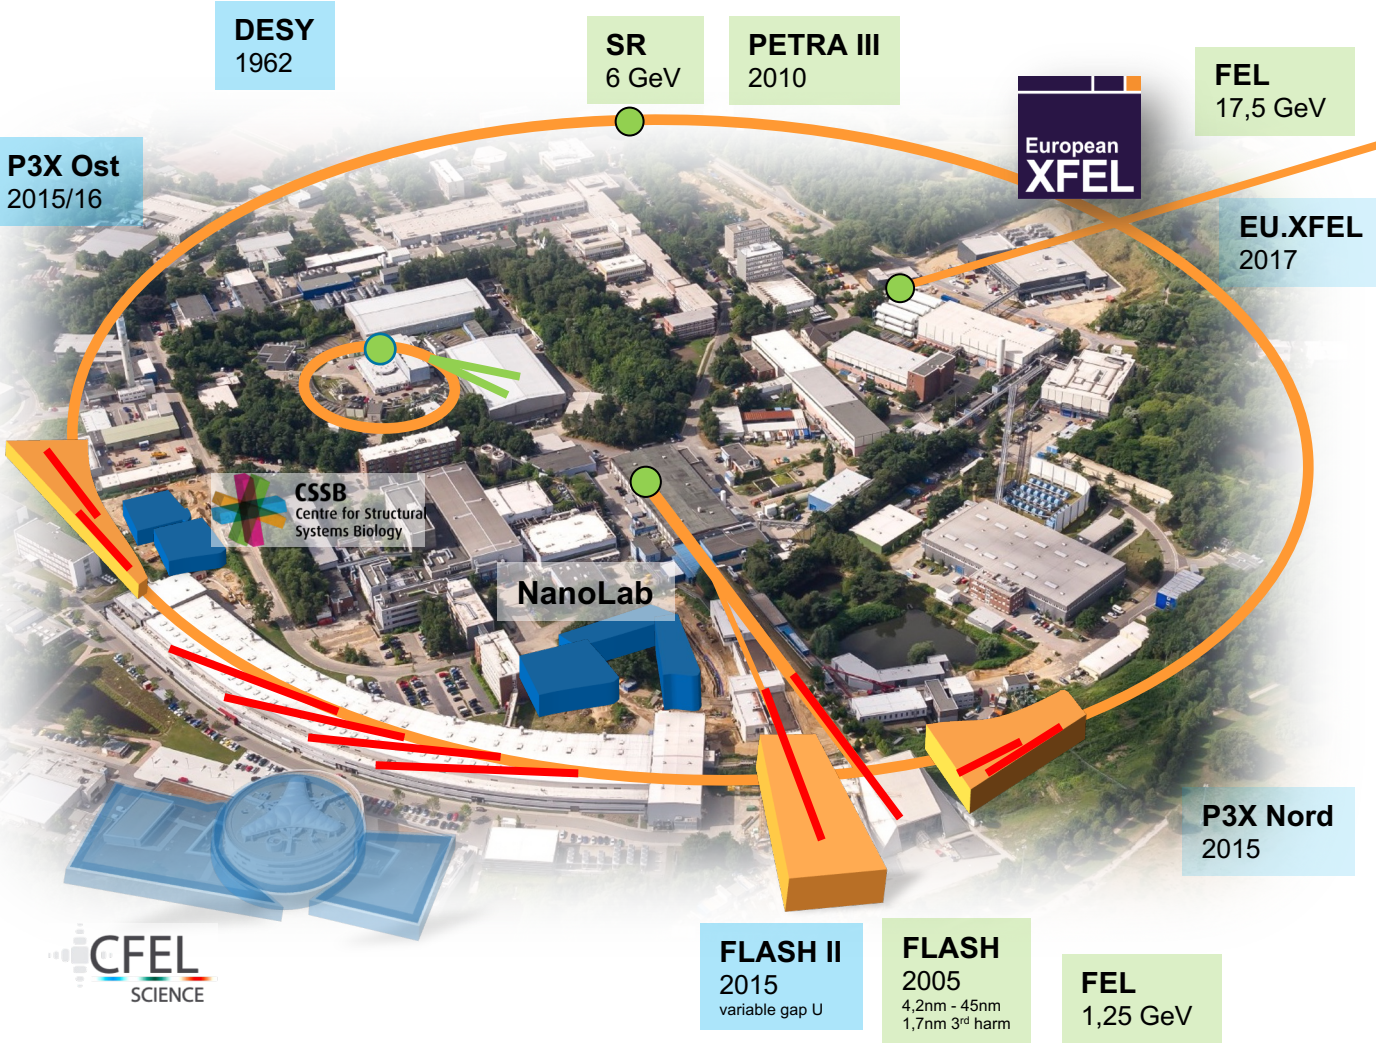 DESY
1962
SR
6 GeV
PETRA III
2010
FEL
17,5 GeV
European
XFEL
P3X Ost
2015/16
EU.XFEL
2017
CSSB
Centre for Structural
Systems Biology
NanoLab
P3X Nord
2015
CFEL
SCIENCE
FLASH II
2015
variable gap U
FLASH
2005
4,2nm - 45nm
1,7nm 3rd harm
FEL
1,25 GeV